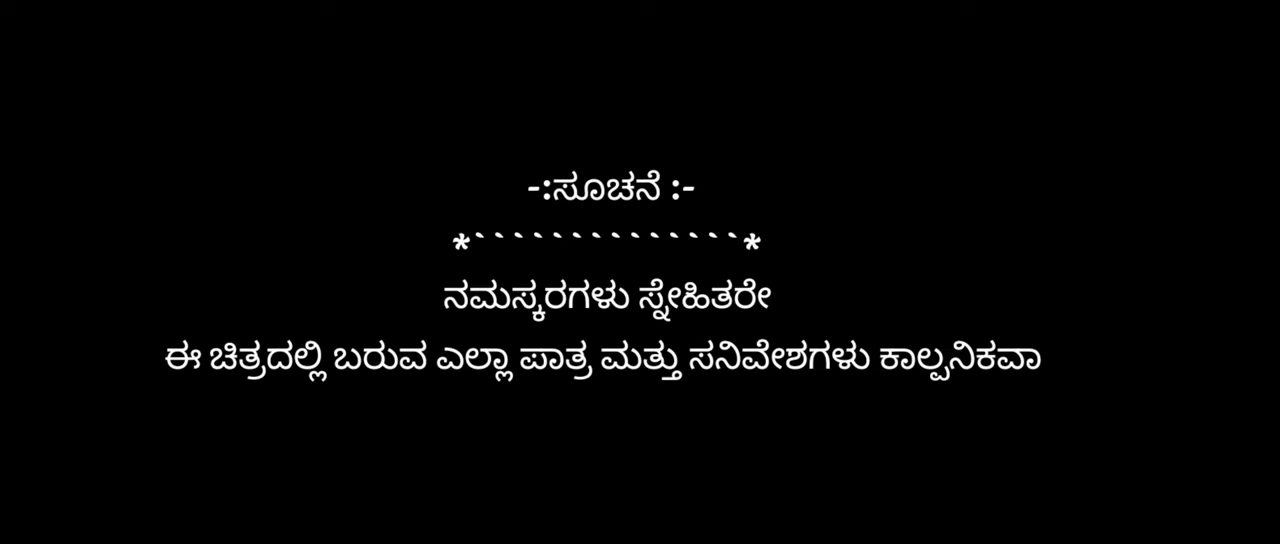 -:ಸೂಚನೆ :-
*``````````````*
ನಮಸ್ಕರಗಳು ಸ್ನೇಹಿತರೇ
ಈ ಚಿತ್ರದಲ್ಲಿ ಬರುವ ಎಲ್ಲಾ ಪಾತ್ರ ಮತ್ತು ಸನಿವೇಶಗಳು ಕಾಲ್ಪನಿಕವಾ